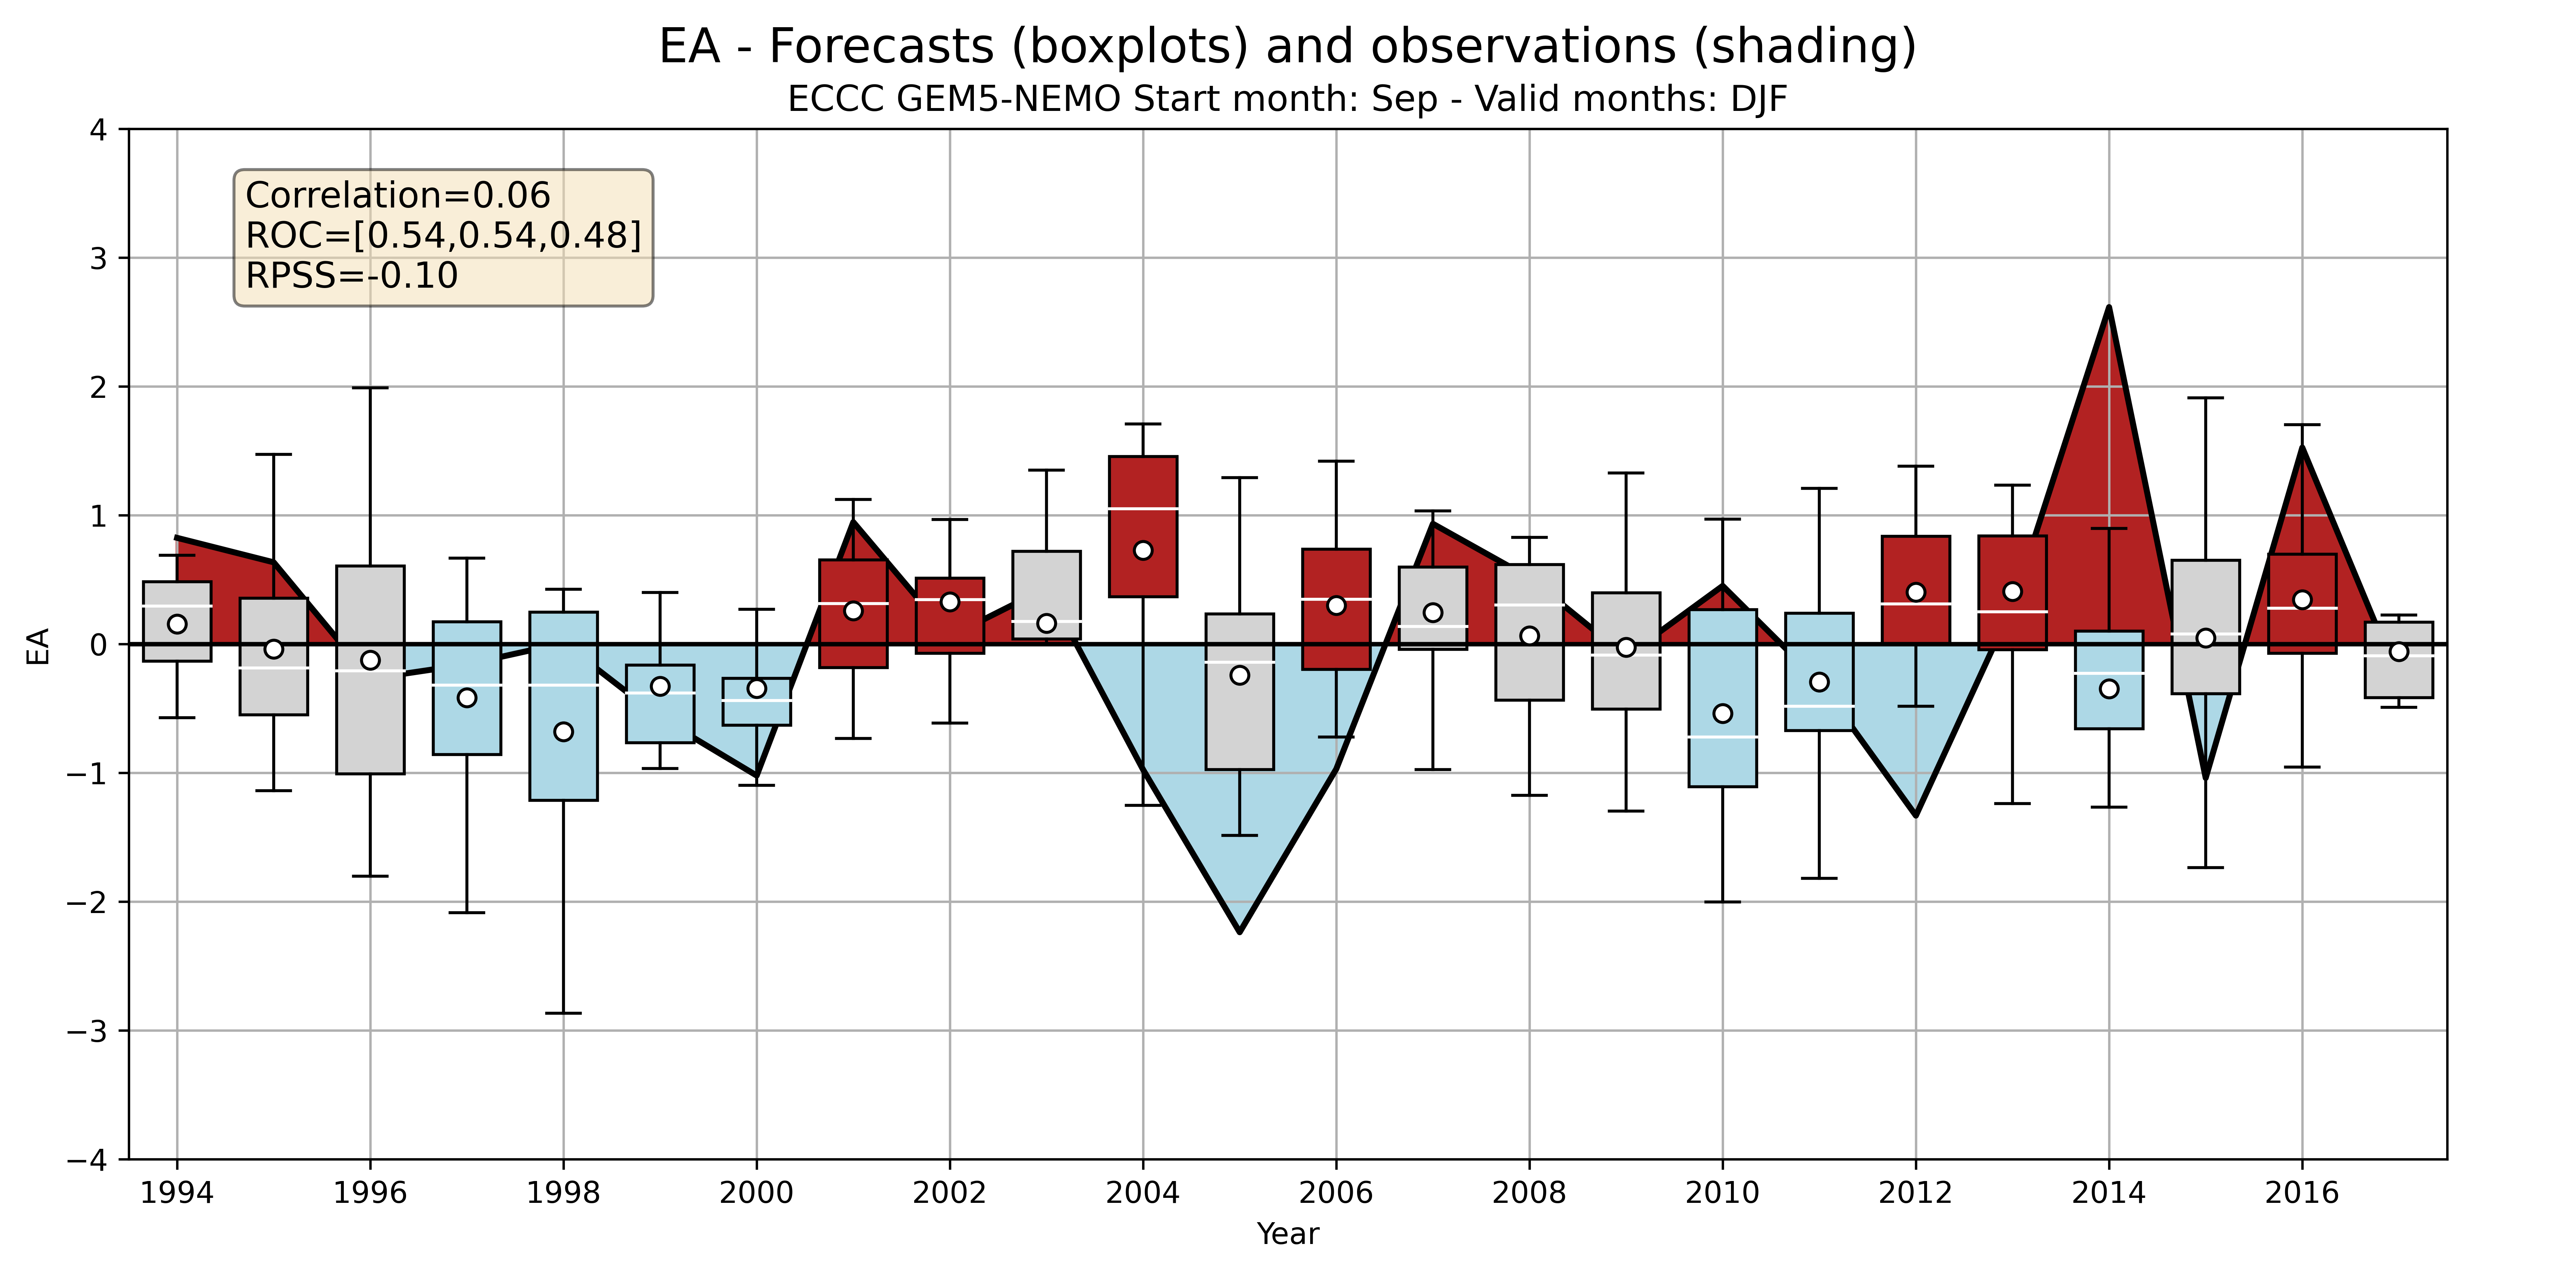 EA - Forecasts (boxplots) and observations (shading)
ECCC GEM5-NEMO Start month: Sep - Valid months: DJF
Correlation=0.06
ROC=[0.54,0.54,0.48]
RPSS=-0.10
EA
4
3
2
1
0
−1
−2
−3
−4
1994 1996 1998 2000 2002 2004 2006 2008 2010 2012 2014 2016
Year